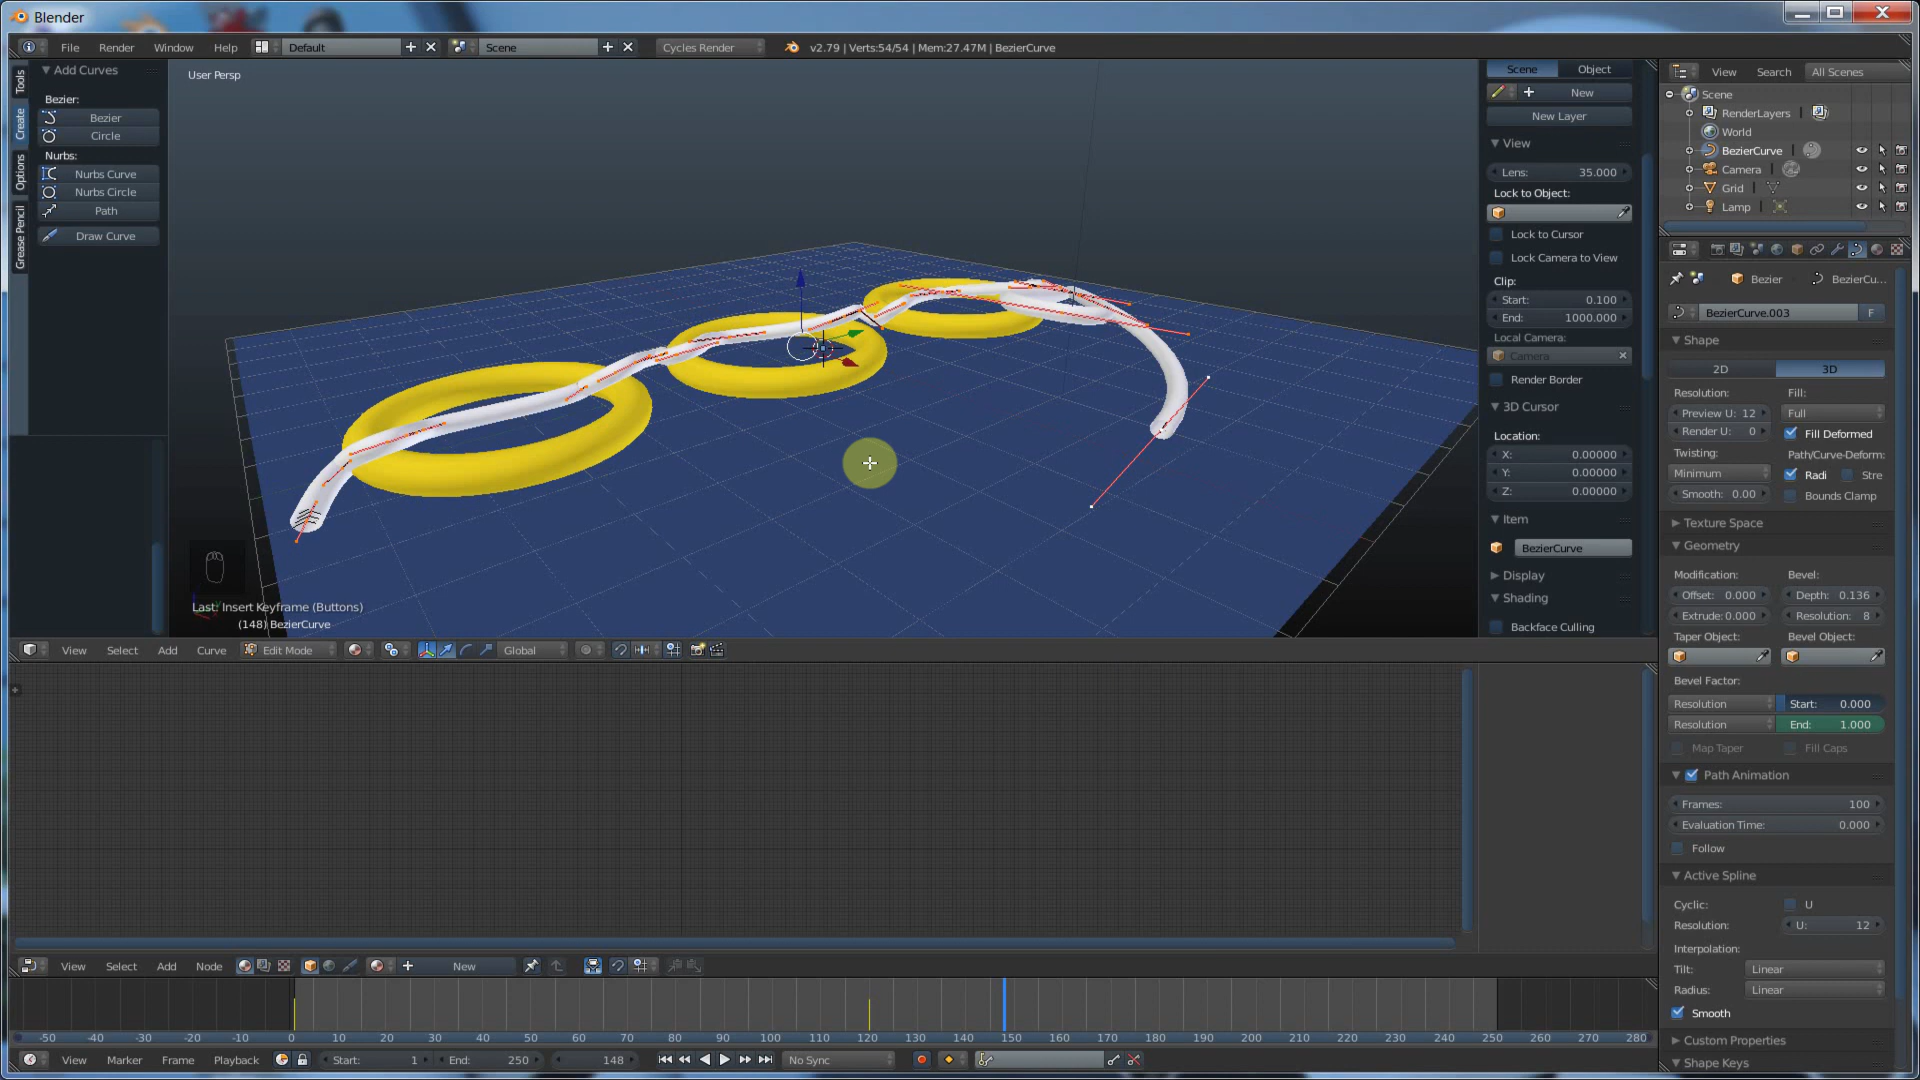 Blender
File Render Window Help Default Scene Cycles Render v2.79 | Verts:54/54 | Mem:27.47M | BezierCurve
Tools
Create
Options
Grease Pencil
Add Curves
Bezier:
Bezier
Circle
Nurbs:
Nurbs Curve
Nurbs Circle
Path
Draw Curve
User Persp
Last: Insert Keyframe (Buttons)
(148) BezierCurve
Scene Object
New
New Layer
View
Lens: 35.000
Lock to Object:
Lock to Cursor
Lock Camera to View
Clip:
Start: 0.100
End: 1000.000
Local Camera:
Camera
Render Border
3D Cursor
Location:
X: 0.00000
Y: 0.00000
Z: 0.00000
Item
BezierCurve
Display
Shading
Backface Culling
View Search All Scenes
Scene
RenderLayers
World
BezierCurve
Camera
Grid
Lamp
Bezier BezierCu...
BezierCurve.003 F
Shape
2D 3D
Resolution: Fill:
Preview U: 12 Full
Render U: 0 Fill Deformed
Twisting: Path/Curve-Deform:
Minimum Radi Stre
Smooth: 0.00 Bounds Clamp
Texture Space
Geometry
Modification: Bevel:
Offset: 0.000 Depth: 0.136
Extrude:0.000 Resolution: 8
Taper Object: Bevel Object:
Bevel Factor:
Resolution Start: 0.000
Resolution End: 1.000
Map Taper Fill Caps
Path Animation
Frames: 100
Evaluation Time: 0.000
Follow
Active Spline
Cyclic: U
Resolution: U: 12
Interpolation:
Tilt: Linear
Radius: Linear
Smooth
Custom Properties
Shape Keys
View Select Add Curve Edit Mode Global
View Select Add Node New
-50 -40 -30 -20 -10 0 10 20 30 40 50 60 70 80 90 100 110 120 130 140 150 160 170 180 190 200 210 220 230 240 250 260 270 280
View Marker Frame Playback Start: 1 End: 250 148 No Sync